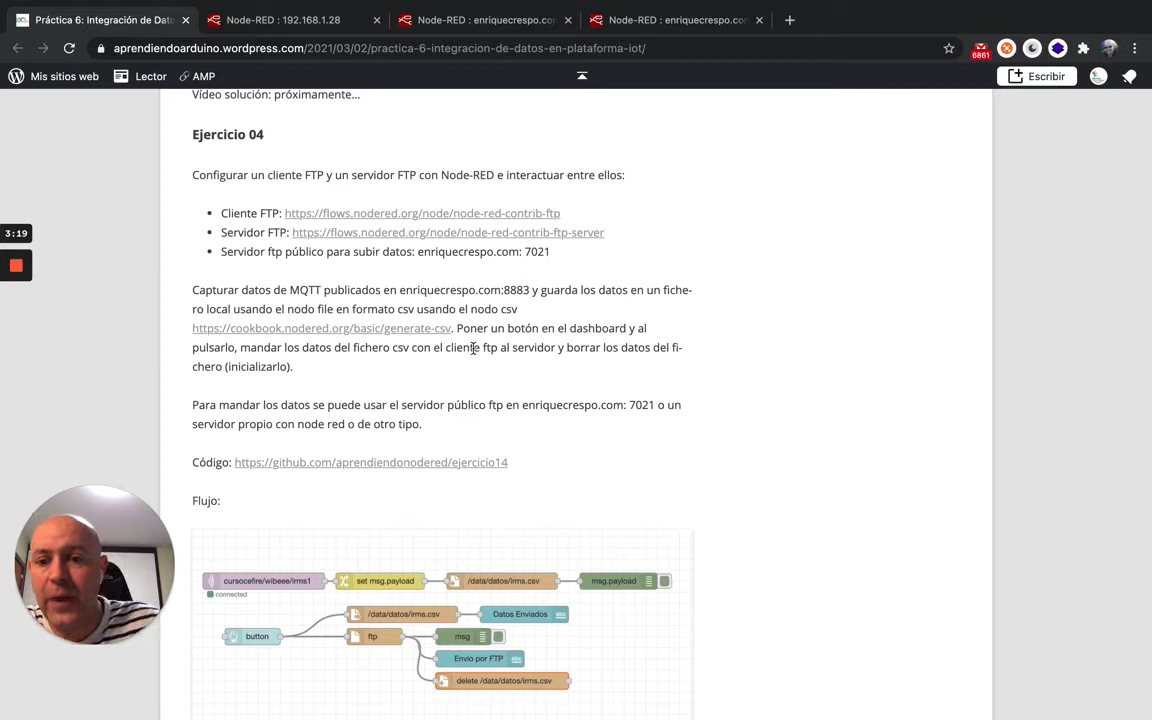 Práctica 6: Integración de Dato
Node-RED : 192.168.1.28
Node-RED : enriquecrespo.co
Node-RED : enriquecrespo.co
aprendiendoarduino.wordpress.com/2021/03/02/practica-6-integracion-de-datos-en-plataforma-iot/
6861
Mis sitios web
Lector
AMP
Escribir
Vídeo solución: próximamente...
Ejercicio 04
Configurar un cliente FTP y un servidor FTP con Node-RED e interactuar entre ellos:
• Cliente FTP: https://flows.nodered.org/node/node-red-contrib-ftp
• Servidor FTP: https://flows.nodered.org/node/node-red-contrib-ftp-server
• Servidor ftp público para subir datos: enriquecrespo.com: 7021
3:19
Capturar datos de MQTT publicados en enriquecrespo.com:8883 y guarda los datos en un fiche-
ro local usando el nodo file en formato csv usando el nodo csv
https://cookbook.nodered.org/basic/generate-csv. Poner un botón en el dashboard y al
pulsarlo, mandar los datos del fichero csv con el cliente ftp al servidor y borrar los datos del fi-
chero (inicializarlo).
Para mandar los datos se puede usar el servidor público ftp en enriquecrespo.com: 7021 o un
servidor propio con node red o de otro tipo.
Código: https://github.com/aprendiendonodered/ejercicio14
Flujo:
cursocefire/wibeee/irms1
set msg.payload
/data/datos/irms.csv
msg.payload
connected
/data/datos/irms.csv
Datos Enviados
abc
button
ftp
msg
Envio por FTP
abc
delete /data/datos/irms.csv